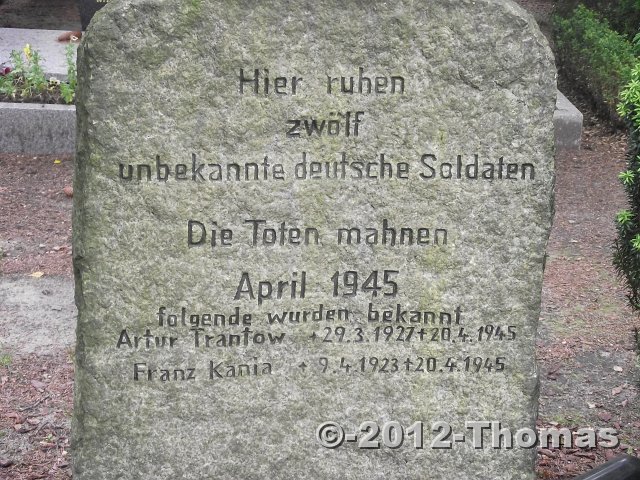 Hier ruhen
zwölf
unbekannte deutsche Soldaten
Die Toten mahnen
April 1945
folgende wurden bekannt
Artur Trantow * 29.3.1927 † 20.4.1945
Franz Kania * 9.4.1923 † 20.4.1945
©-2012-Thomas